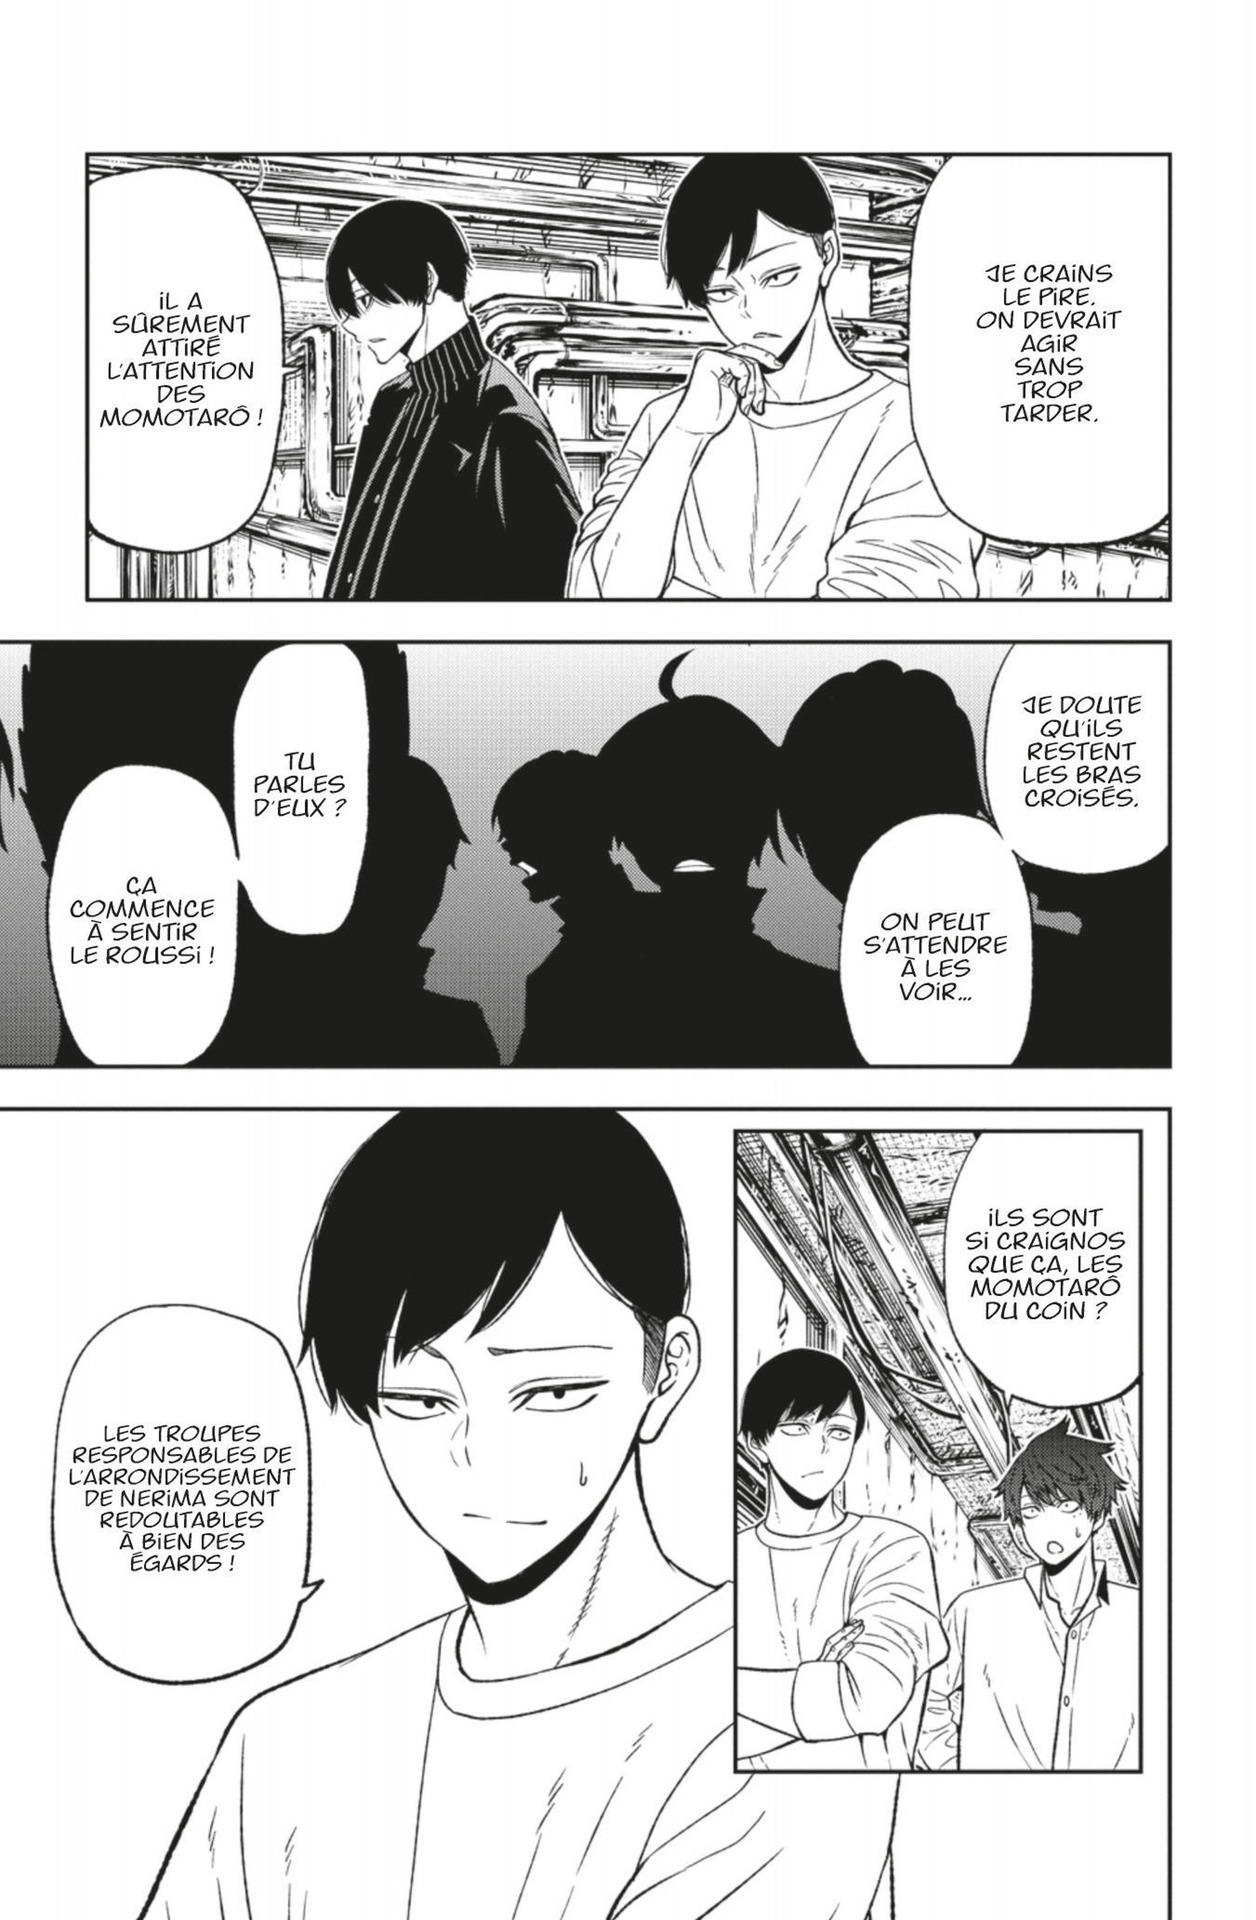 JE CRAINS
LE PIRE.
ON DEVRAIT
AGIR
SANS
TROP
TARDER.
IL A
SÛREMENT
ATTIRÉ
L'ATTENTION
DES
MOMOTARÔ !
JE DOUTE
QU'ILS
RESTENT
LES BRAS
CROISÉS.
ON PEUT
S'ATTENDRE
À LES
VOIR...
TU
PARLES
D'EUX ?
ÇA
COMMENCE
À SENTIR
LE ROUSSI !
ILS SONT
SI CRAIGNOS
QUE ÇA, LES
MOMOTARÔ
DU COIN ?
LES TROUPES
RESPONSABLES DE
L'ARRONDISSEMENT
DE NERIMA SONT
REDOUTABLES
À BIEN DES
ÉGARDS !